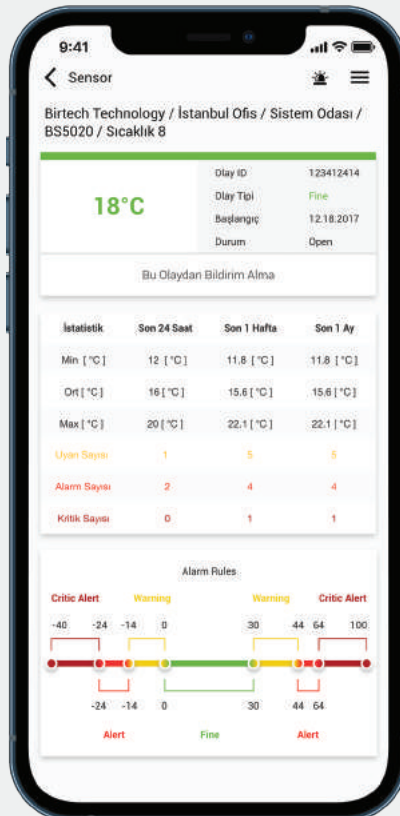 9:41
Sensor
Birtech Technology / İstanbul Ofis / Sistem Odası /
BS5020 / Sıcaklık 8
18°C
Olay ID 123412414
Olay Tipi Fine
Başlangıç 12.18.2017
Durum Open
Bu Olaydan Bildirim Alma
İstatistik Son 24 Saat Son 1 Hafta Son 1 Ay
Min [ °C ] 12 [ °C ] 11.8 [ °C ] 11.8 [ °C ]
Ort [ °C ] 16 [ °C ] 15.6 [ °C ] 15.6 [ °C ]
Max [ °C ] 20 [ °C ] 22.1 [ °C ] 22.1 [ °C ]
Uyarı Sayısı 1 5 5
Alarm Sayısı 2 4 4
Kritik Sayısı 0 1 1
Alarm Rules
Critic Alert Warning Warning Critic Alert
-40 -24 -14 0 30 44 64 100
-24 -14 0 30 44 64
Alert Fine Alert